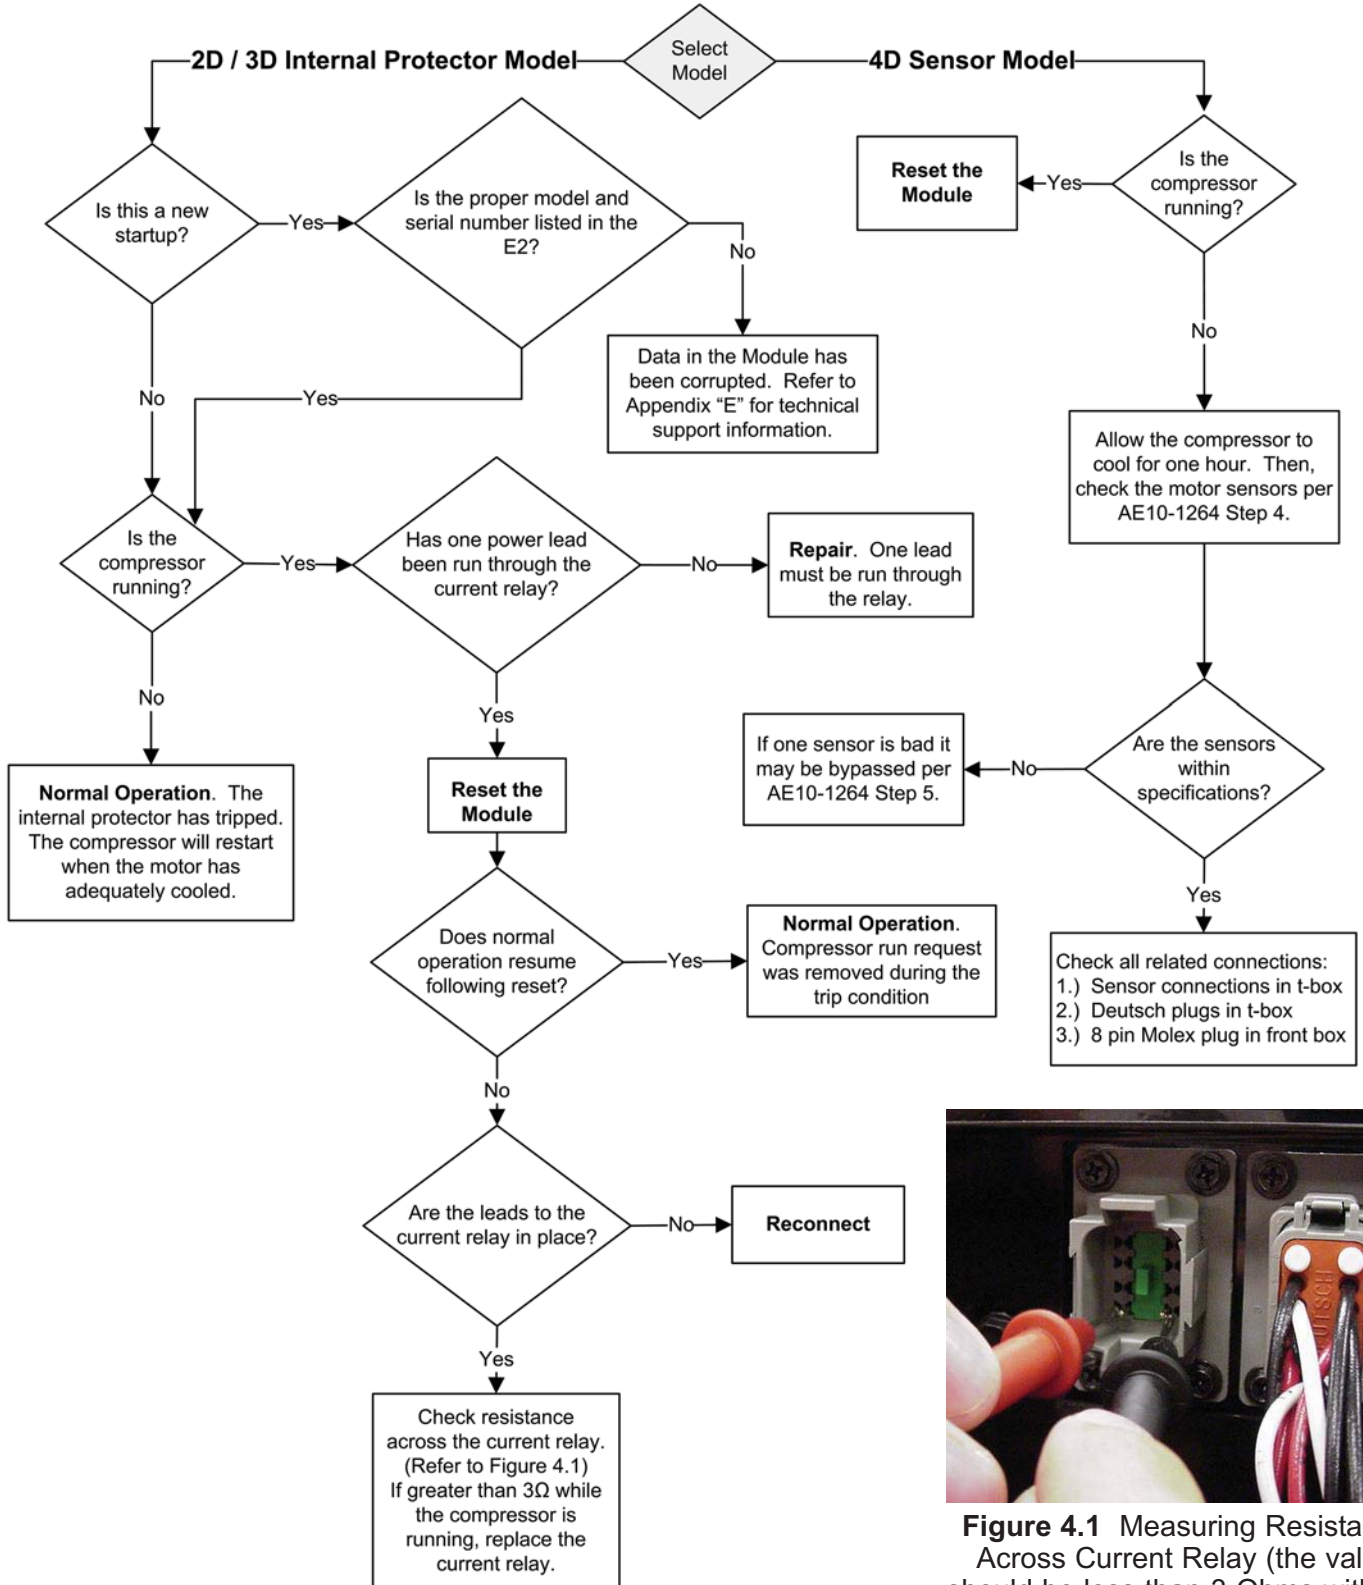 Select
Model
2D / 3D Internal Protector Model
4D Sensor Model
Is this a new
startup?
Yes
Is the proper model and
serial number listed in the
E2?
No
Data in the Module has
been corrupted. Refer to
Appendix “E” for technical
support information.
Yes
No
Is the
compressor
running?
Yes
Has one power lead
been run through the
current relay?
No
Repair. One lead
must be run through
the relay.
No
Normal Operation. The
internal protector has tripped.
The compressor will restart
when the motor has
adequately cooled.
Yes
Reset the
Module
Does normal
operation resume
following reset?
Yes
Normal Operation.
Compressor run request
was removed during the
trip condition
No
Are the leads to the
current relay in place?
No
Reconnect
Yes
Check resistance
across the current relay.
(Refer to Figure 4.1)
If greater than 3Ω while
the compressor is
running, replace the
current relay.
Is the
compressor
running?
Yes
Reset the
Module
No
Allow the compressor to
cool for one hour. Then,
check the motor sensors per
AE10-1264 Step 4.
Are the sensors
within
specifications?
No
If one sensor is bad it
may be bypassed per
AE10-1264 Step 5.
Yes
Check all related connections:
1.) Sensor connections in t-box
2.) Deutsch plugs in t-box
3.) 8 pin Molex plug in front box
UTSCH
Figure 4.1 Measuring Resista
Across Current Relay (the val
should be less than 3 Ohms with